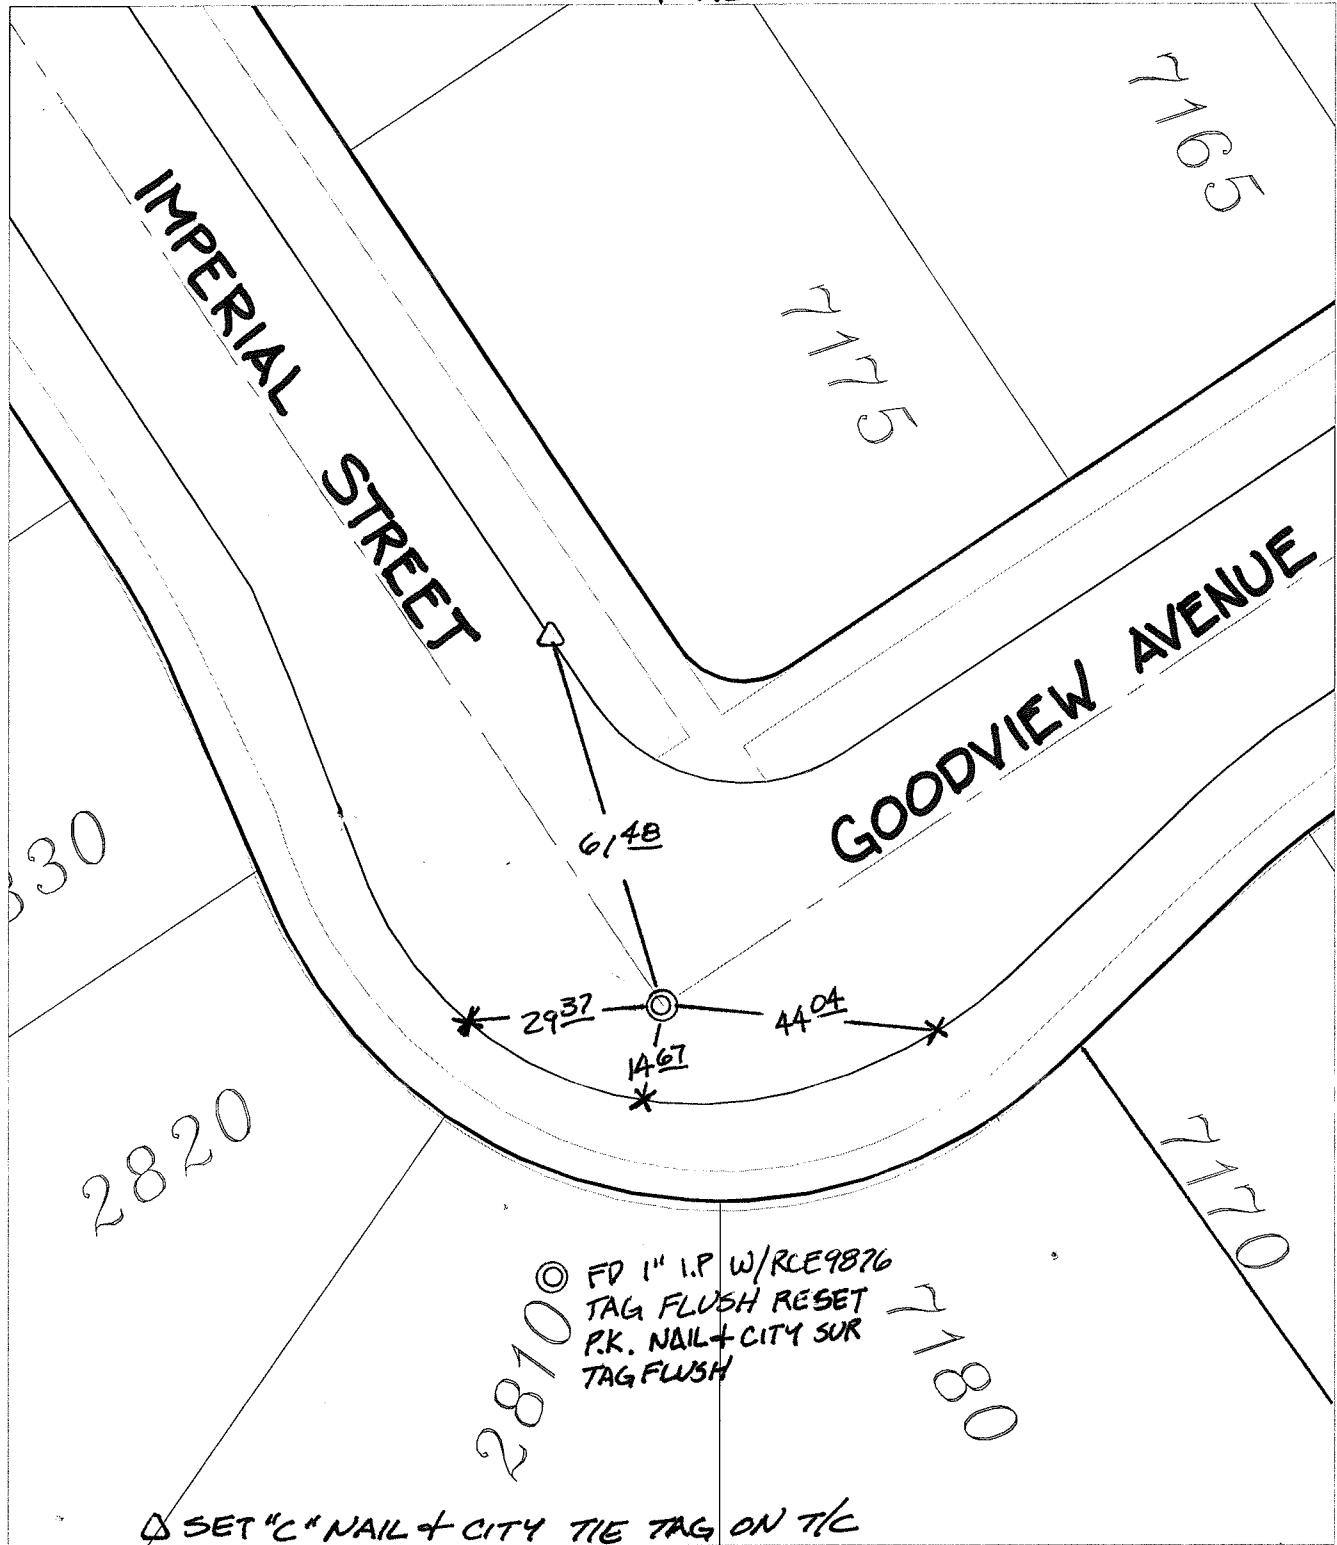 7165
IMPERIAL STREET
7175
GOODVIEW AVENUE
61 48
29 37
44 04
14 67
2820
7170
FD 1" I.P W/RCE9876
TAG FLUSH RESET
P.K. NAIL + CITY SUR
TAG FLUSH
2810
7180
SET "C" NAIL + CITY TIE TAG ON T/C